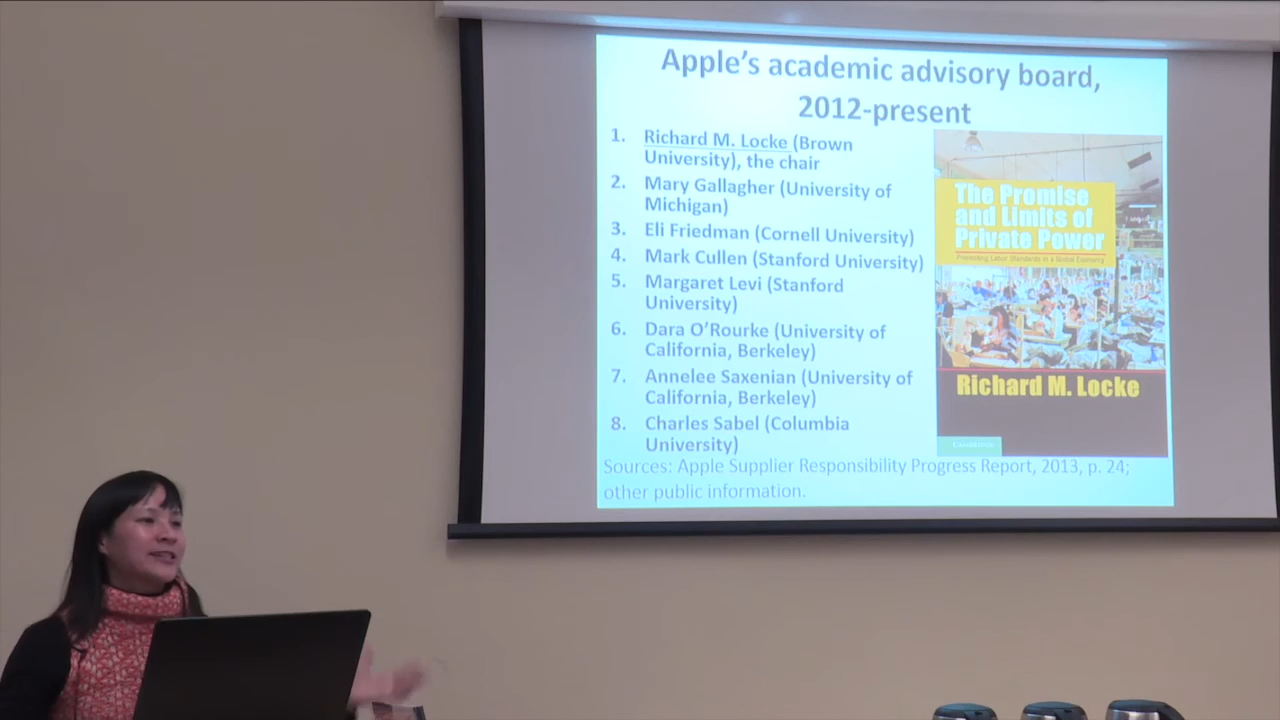 Apple's academic advisory board,
2012-present
1. Richard M. Locke (Brown
University), the chair
2. Mary Gallagher (University of
Michigan)
3. Eli Friedman (Cornell University)
4. Mark Cullen (Stanford University)
5. Margaret Levi (Stanford
University)
6. Dara O'Rourke (University of
California, Berkeley)
7. Annelee Saxenian (University of
California, Berkeley)
8. Charles Sabel (Columbia
University)
Sources: Apple Supplier Responsibility Progress Report, 2013, p. 24;
other public information.
The Promise
and Limits of
Private Power
Promoting Labor Standards in a Global Economy
Richard M. Locke
CAMBRIDGE